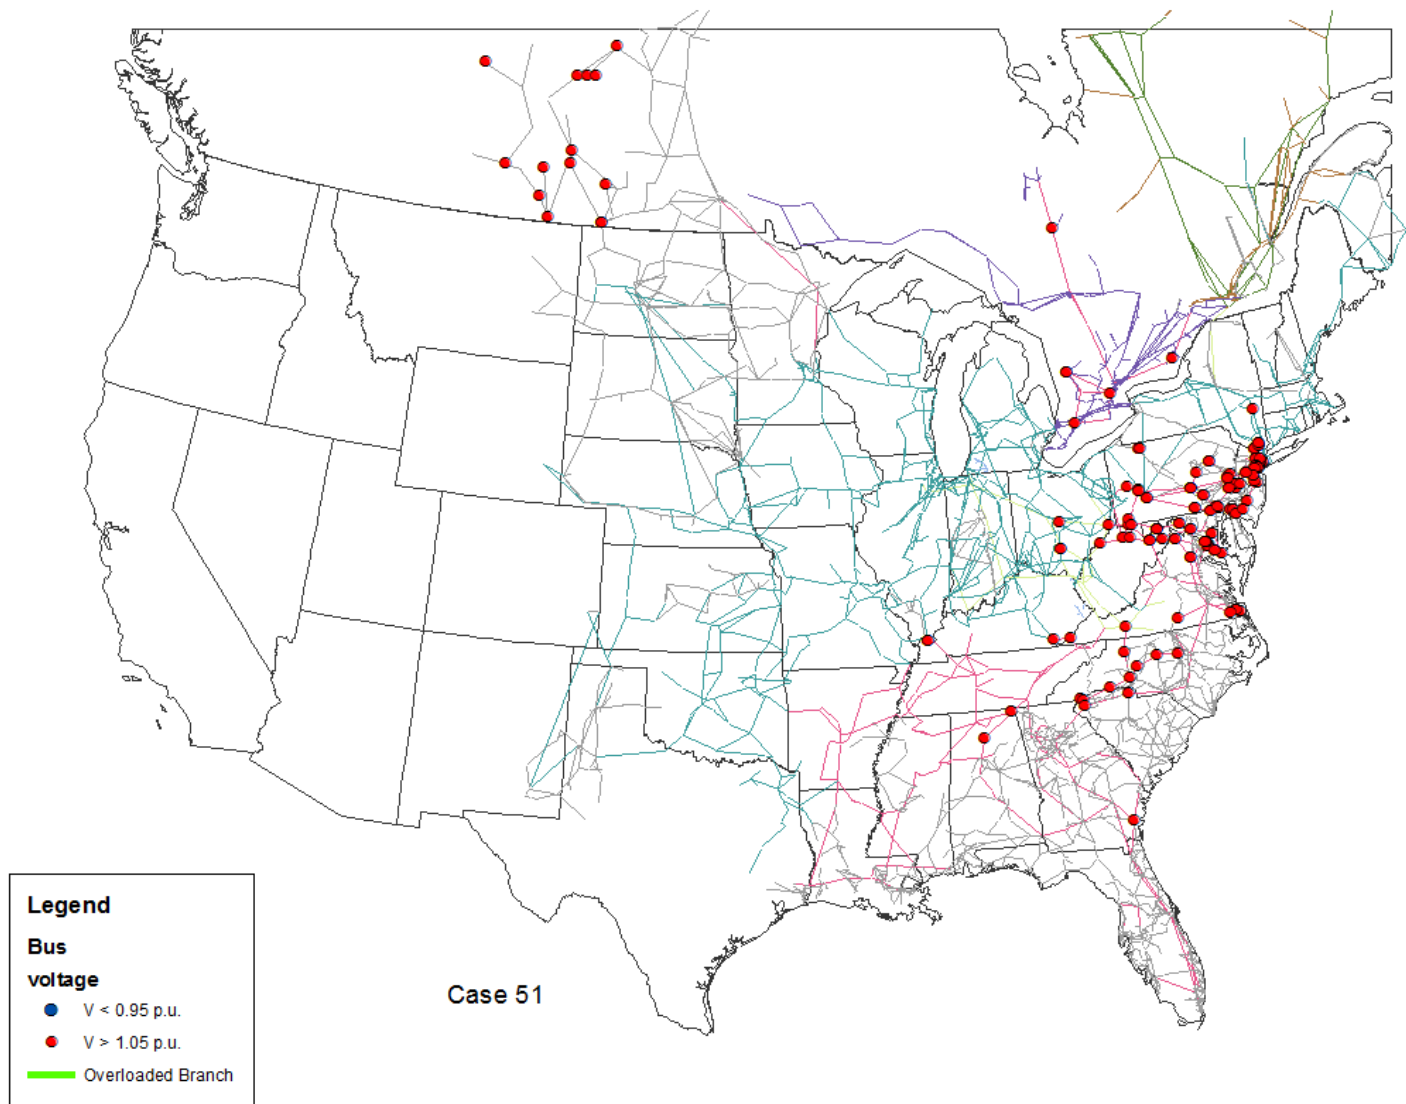 Legend
Bus
voltage
V < 0.95 p.u.
V > 1.05 p.u.
Overloaded Branch
Case 51